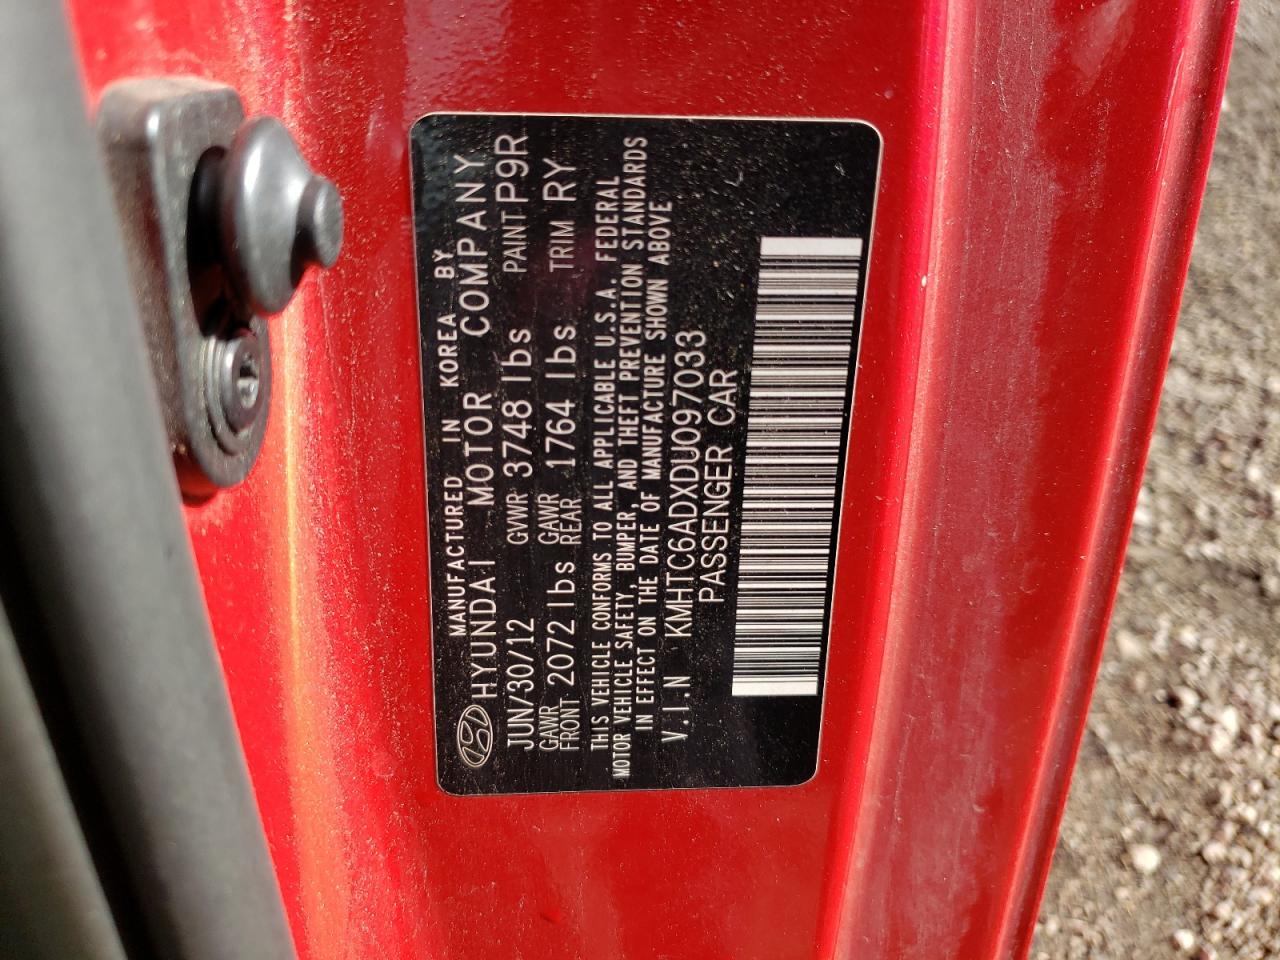 MANUFACTURED IN KOREA BY
HYUNDAI MOTOR COMPANY
JUN/30/12 GVWR 3748 lbs PAINT P9R
GAWR FRONT 2072 lbs GAWR REAR 1764 lbs TRIM RY
THIS VEHICLE CONFORMS TO ALL APPLICABLE U.S.A. FEDERAL
MOTOR VEHICLE SAFETY, BUMPER, AND THEFT PREVENTION STANDARDS
IN EFFECT ON THE DATE OF MANUFACTURE SHOWN ABOVE
V.I.N KMHTC6ADXDU097033
PASSENGER CAR